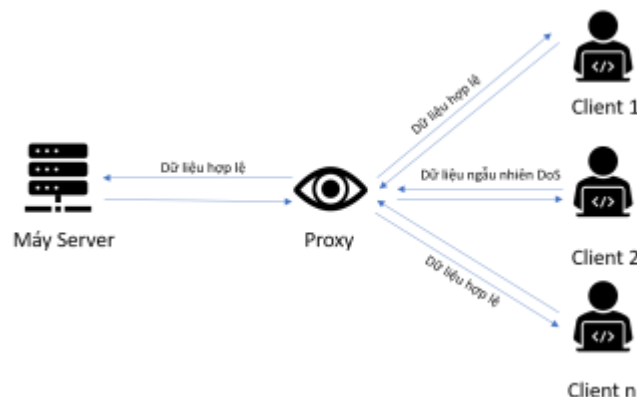 Client 1
Dữ liệu hợp lệ
Dữ liệu hợp lệ
Dữ liệu ngẫu nhiên DoS
Máy Server
Proxy
Client 2
Dữ liệu hợp lệ
Client n